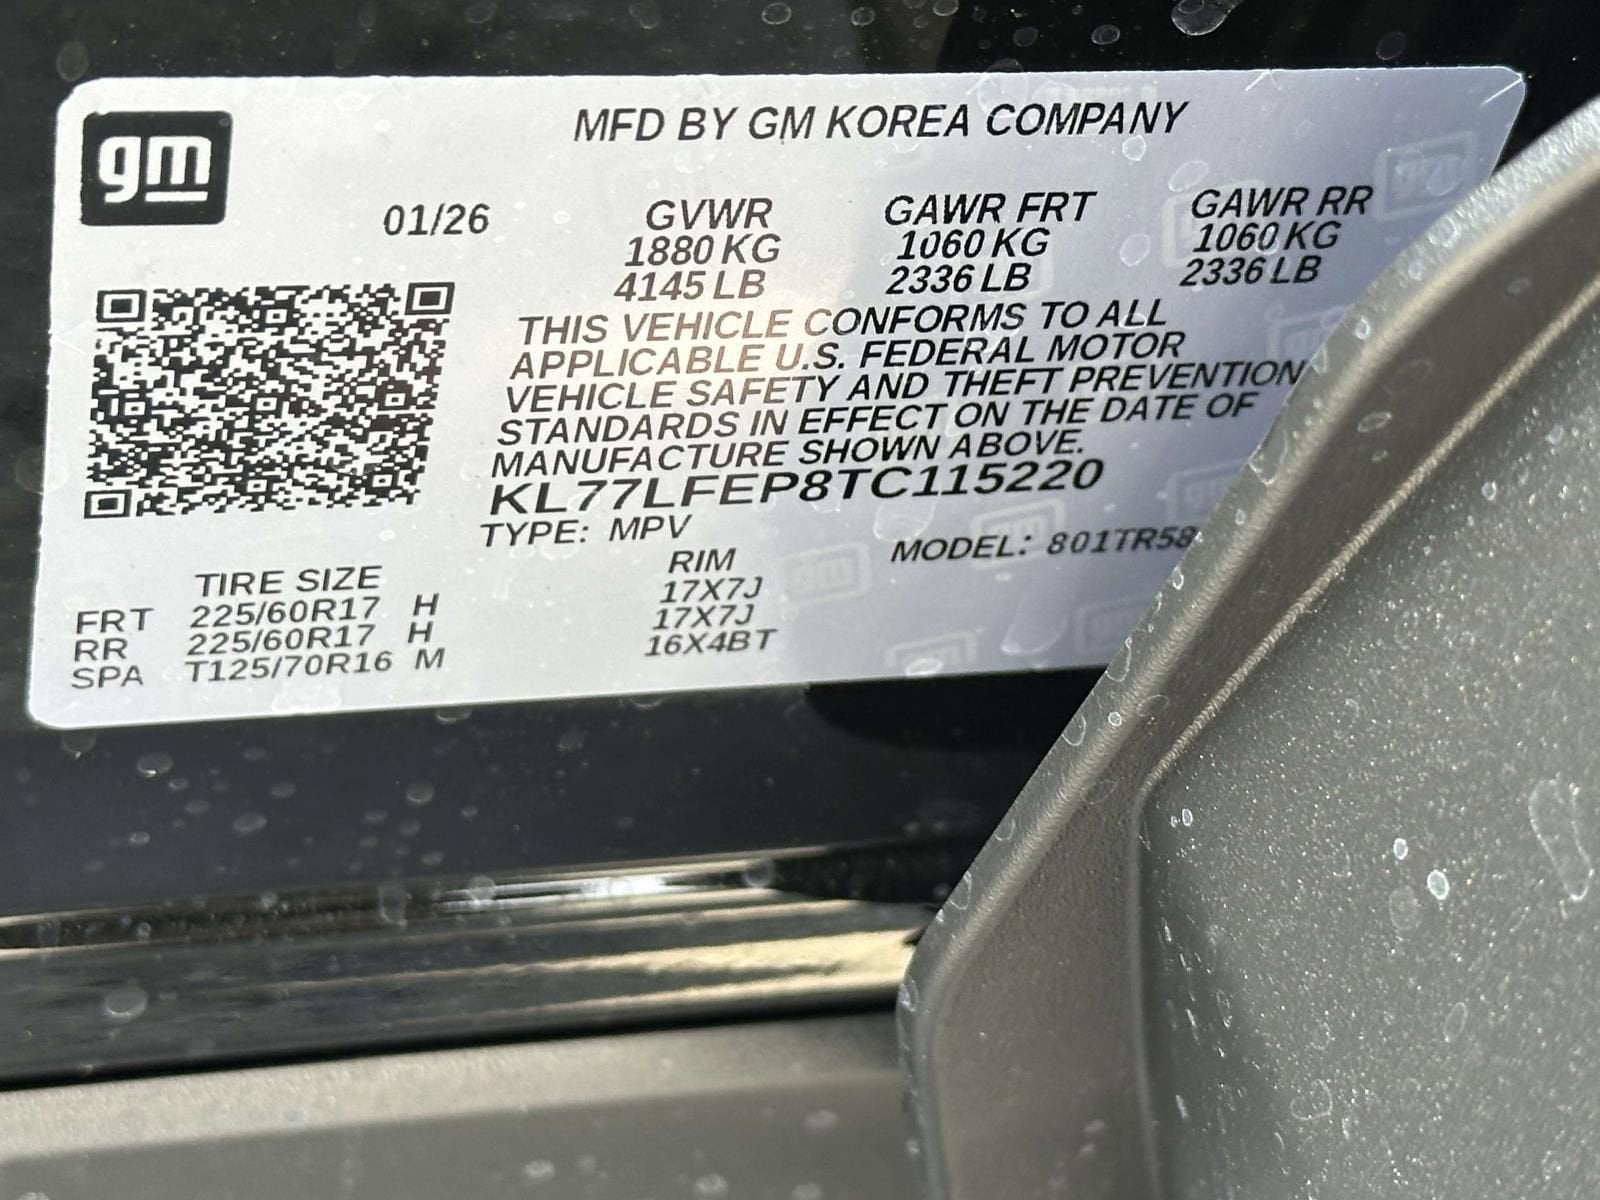 gm
MFD BY GM KOREA COMPANY
01/26 GVWR GAWR FRT GAWR RR
1880 KG 1060 KG 1060 KG
4145 LB 2336 LB 2336 LB
THIS VEHICLE CONFORMS TO ALL
APPLICABLE U.S. FEDERAL MOTOR
VEHICLE SAFETY AND THEFT PREVENTION
STANDARDS IN EFFECT ON THE DATE OF
MANUFACTURE SHOWN ABOVE.
KL77LFEP8TC115220
TYPE: MPV MODEL: 801TR58
TIRE SIZE RIM
FRT 225/60R17 H 17X7J
RR 225/60R17 H 17X7J
SPA T125/70R16 M 16X4BT